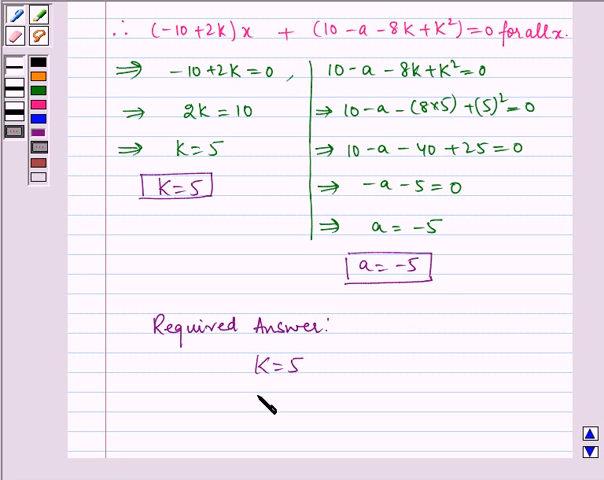 ∴ (-10+2k)x + (10-a-8k+k²)=0 for all x.
⇒ -10+2k=0, 10-a-8k+k²=0
⇒ 2k=10 ⇒ 10-a-(8×5)+(5)²=0
⇒ k=5 ⇒ 10-a-40+25=0
k=5 ⇒ -a-5=0
⇒ a=-5
a=-5
Required Answer:
k=5